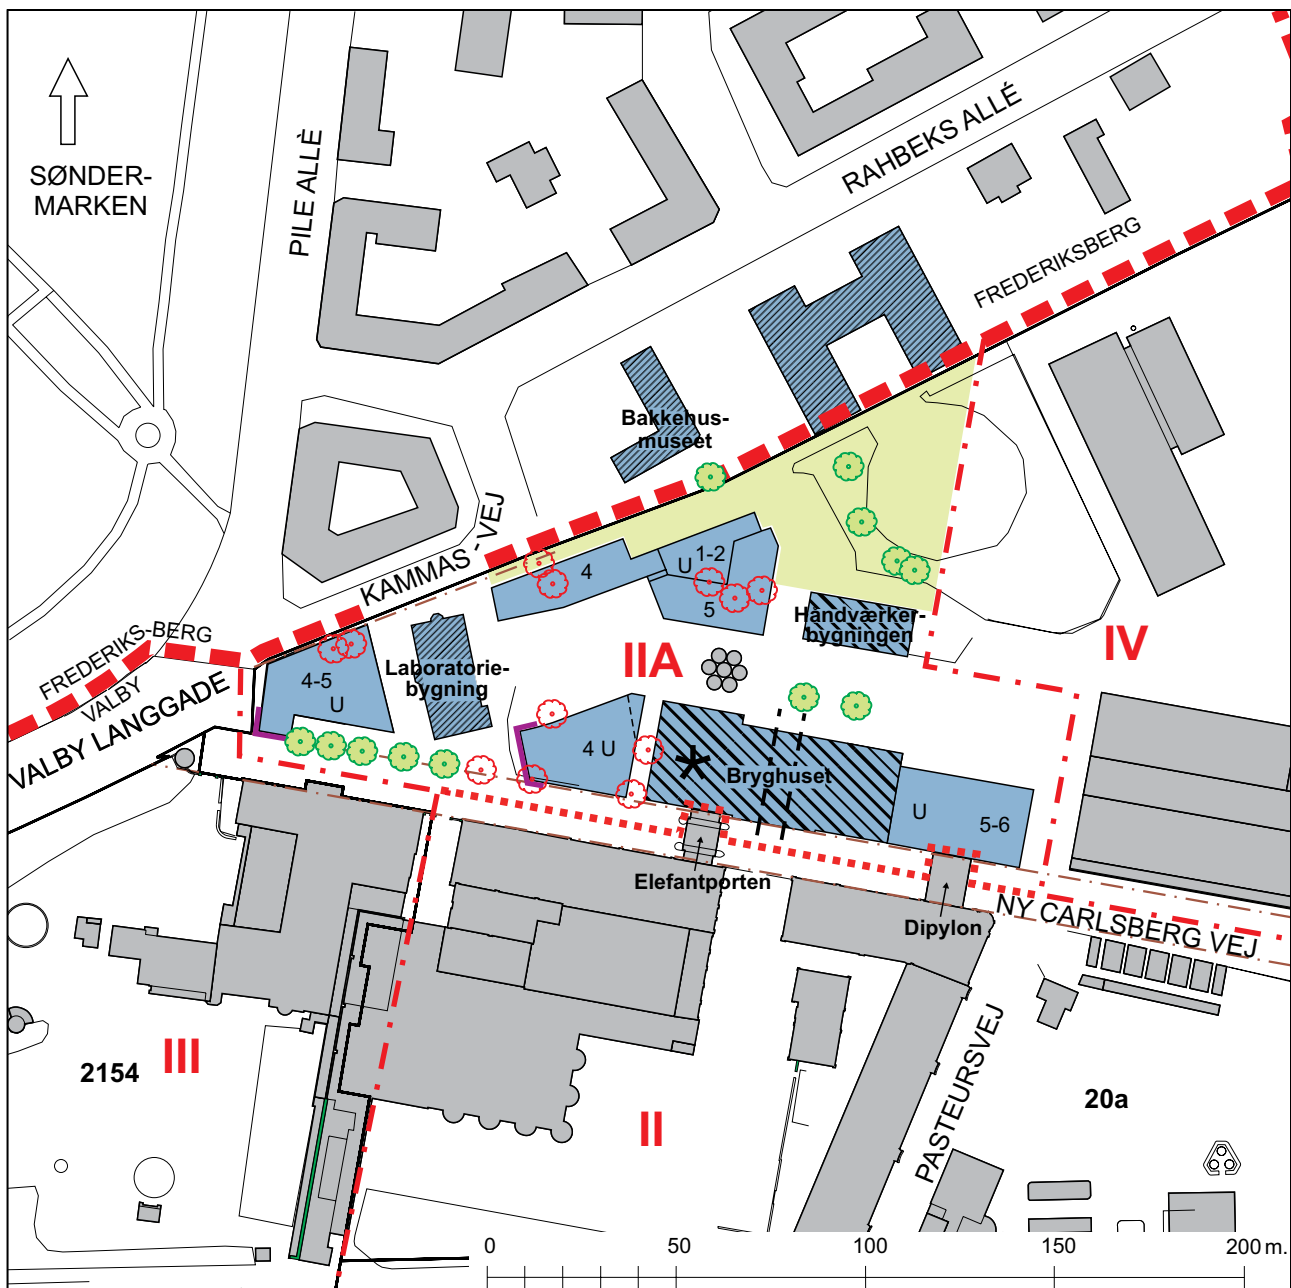 SØNDER-
MARKEN
PILE ALLÈ
RAHBEKS ALLÉ
FREDERIKSBERG
Bakkehus-
museet
KAMMAS - VEJ
FREDERIKS-BERG
VALBY
VALBY LANGGADE
4
U
1-2
5
Håndværker-
bygningen
IIA
IV
4-5
U
Laboratorie-
bygning
4 U
Bryghuset
U
5-6
Elefantporten
Dipylon
NY CARLSBERG VEJ
III
2154
II
PASTEURSVEJ
20a
0
50
100
150
200 m.